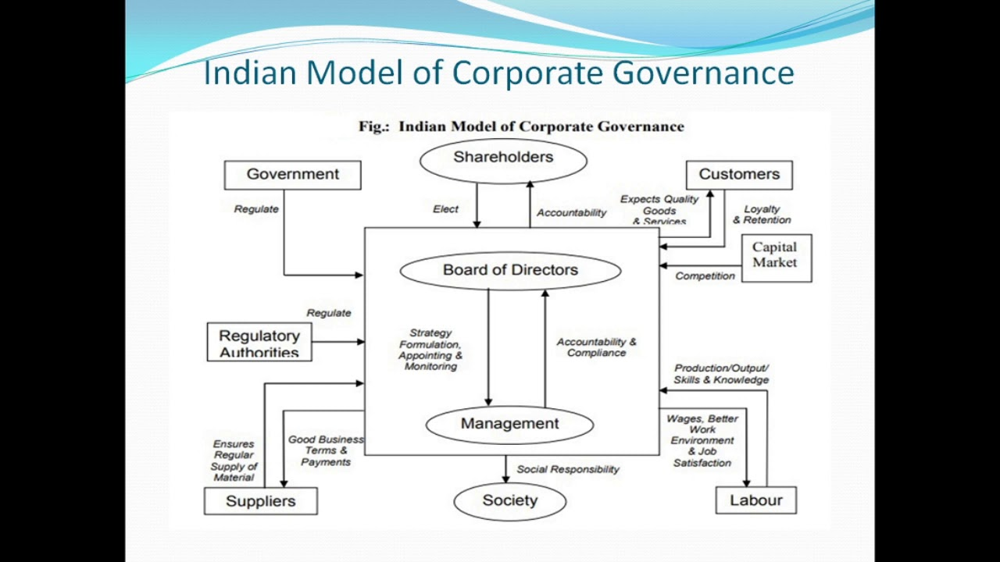 Indian Model of Corporate Governance
Fig.: Indian Model of Corporate Governance
Shareholders
Government
Customers
Regulate
Elect
Accountability
Expects Quality
Goods
& Services
Loyalty
& Retention
Capital
Market
Competition
Board of Directors
Regulate
Regulatory
Authorities
Strategy
Formulation,
Appointing &
Monitoring
Accountability &
Compliance
Production/Output/
Skills & Knowledge
Management
Ensures
Regular
Supply of
Material
Good Business
Terms &
Payments
Wages, Better
Work
Environment
& Job
Satisfaction
Social Responsibility
Suppliers
Society
Labour